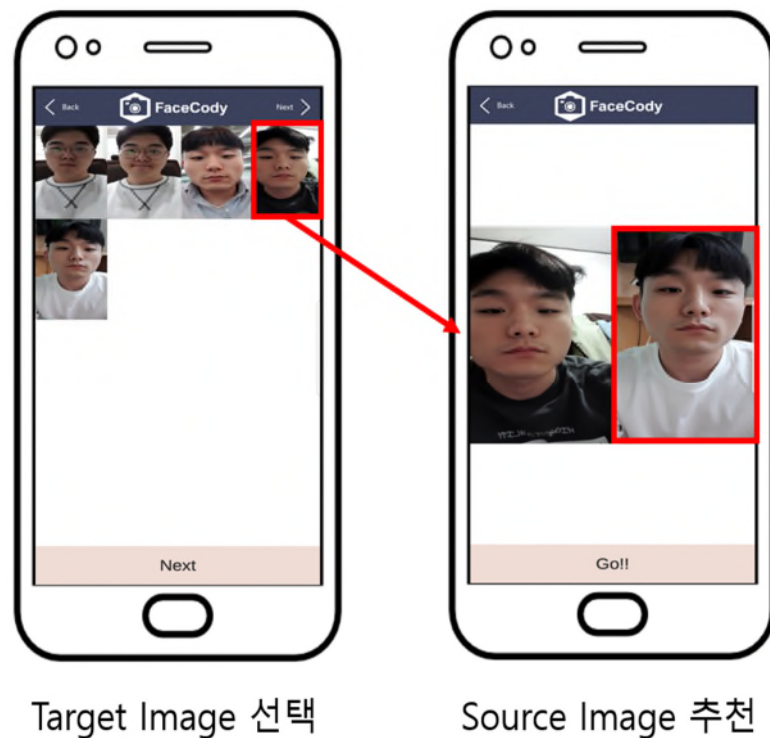 Back
FaceCody
Next
Next
Target Image 선택
Back
FaceCody
Go!!
Source Image 추천